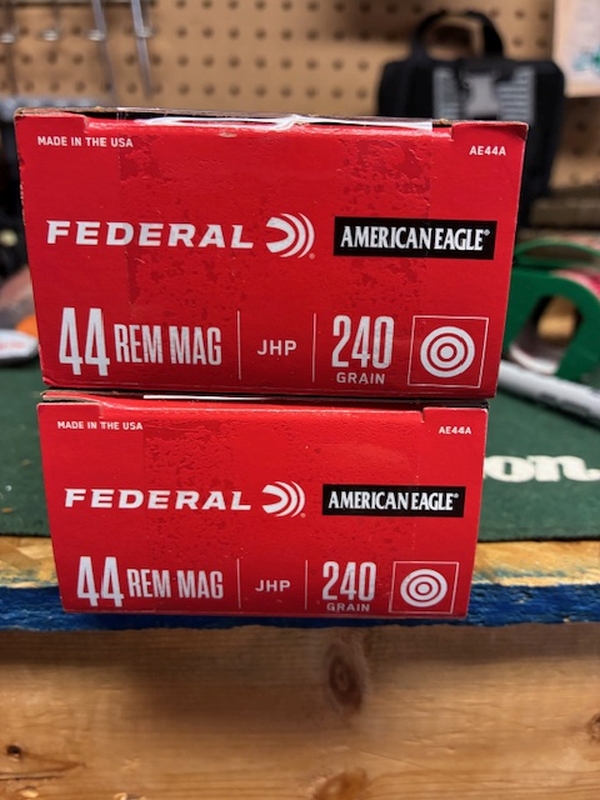 MADE IN THE USA AE44A
FEDERAL AMERICAN EAGLE®
44 REM MAG JHP 240 GRAIN
MADE IN THE USA AE44A
FEDERAL AMERICAN EAGLE®
44 REM MAG JHP 240 GRAIN
on